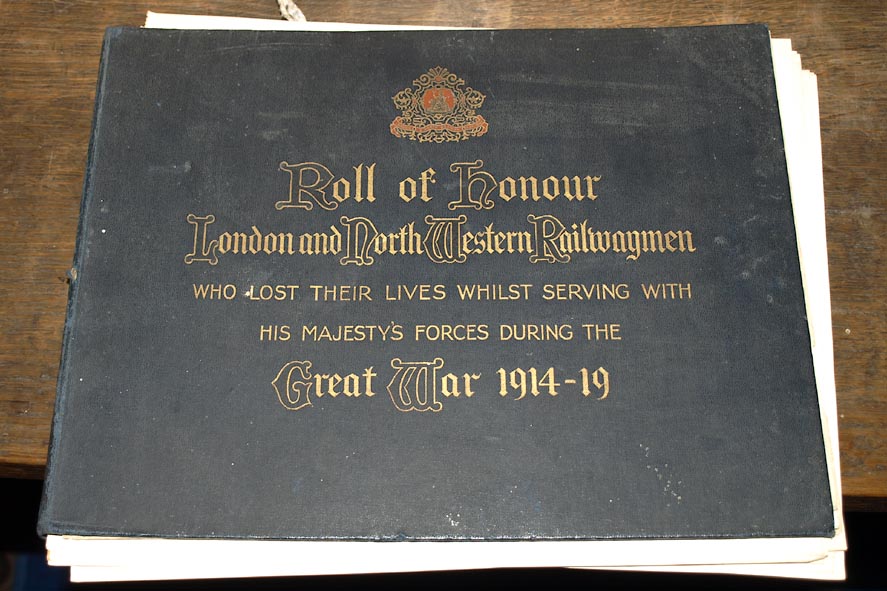 Roll of Honour
London and North Western Railwaymen
WHO LOST THEIR LIVES WHILST SERVING WITH
HIS MAJESTY'S FORCES DURING THE
Great War 1914-19